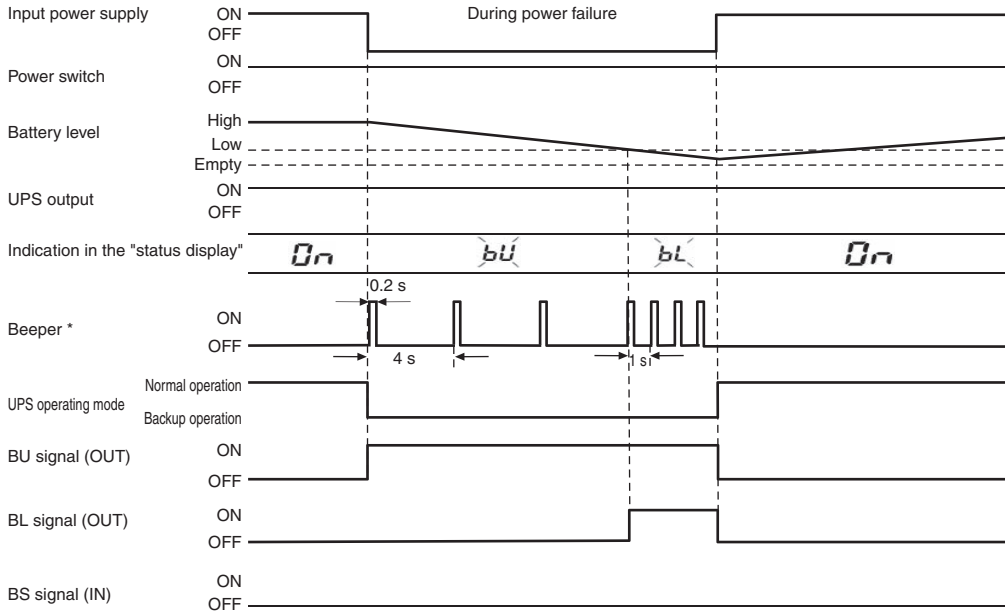 Input power supply ON During power failure
OFF
ON
Power switch
OFF
High
Battery level
Low
Empty
ON
UPS output
OFF
Indication in the "status display" On bU bL On
0.2 s
ON
Beeper *
OFF
4 s 1 s
Normal operation
UPS operating mode
Backup operation
BU signal (OUT) ON
OFF
BL signal (OUT) ON
OFF
ON
BS signal (IN)
OFF